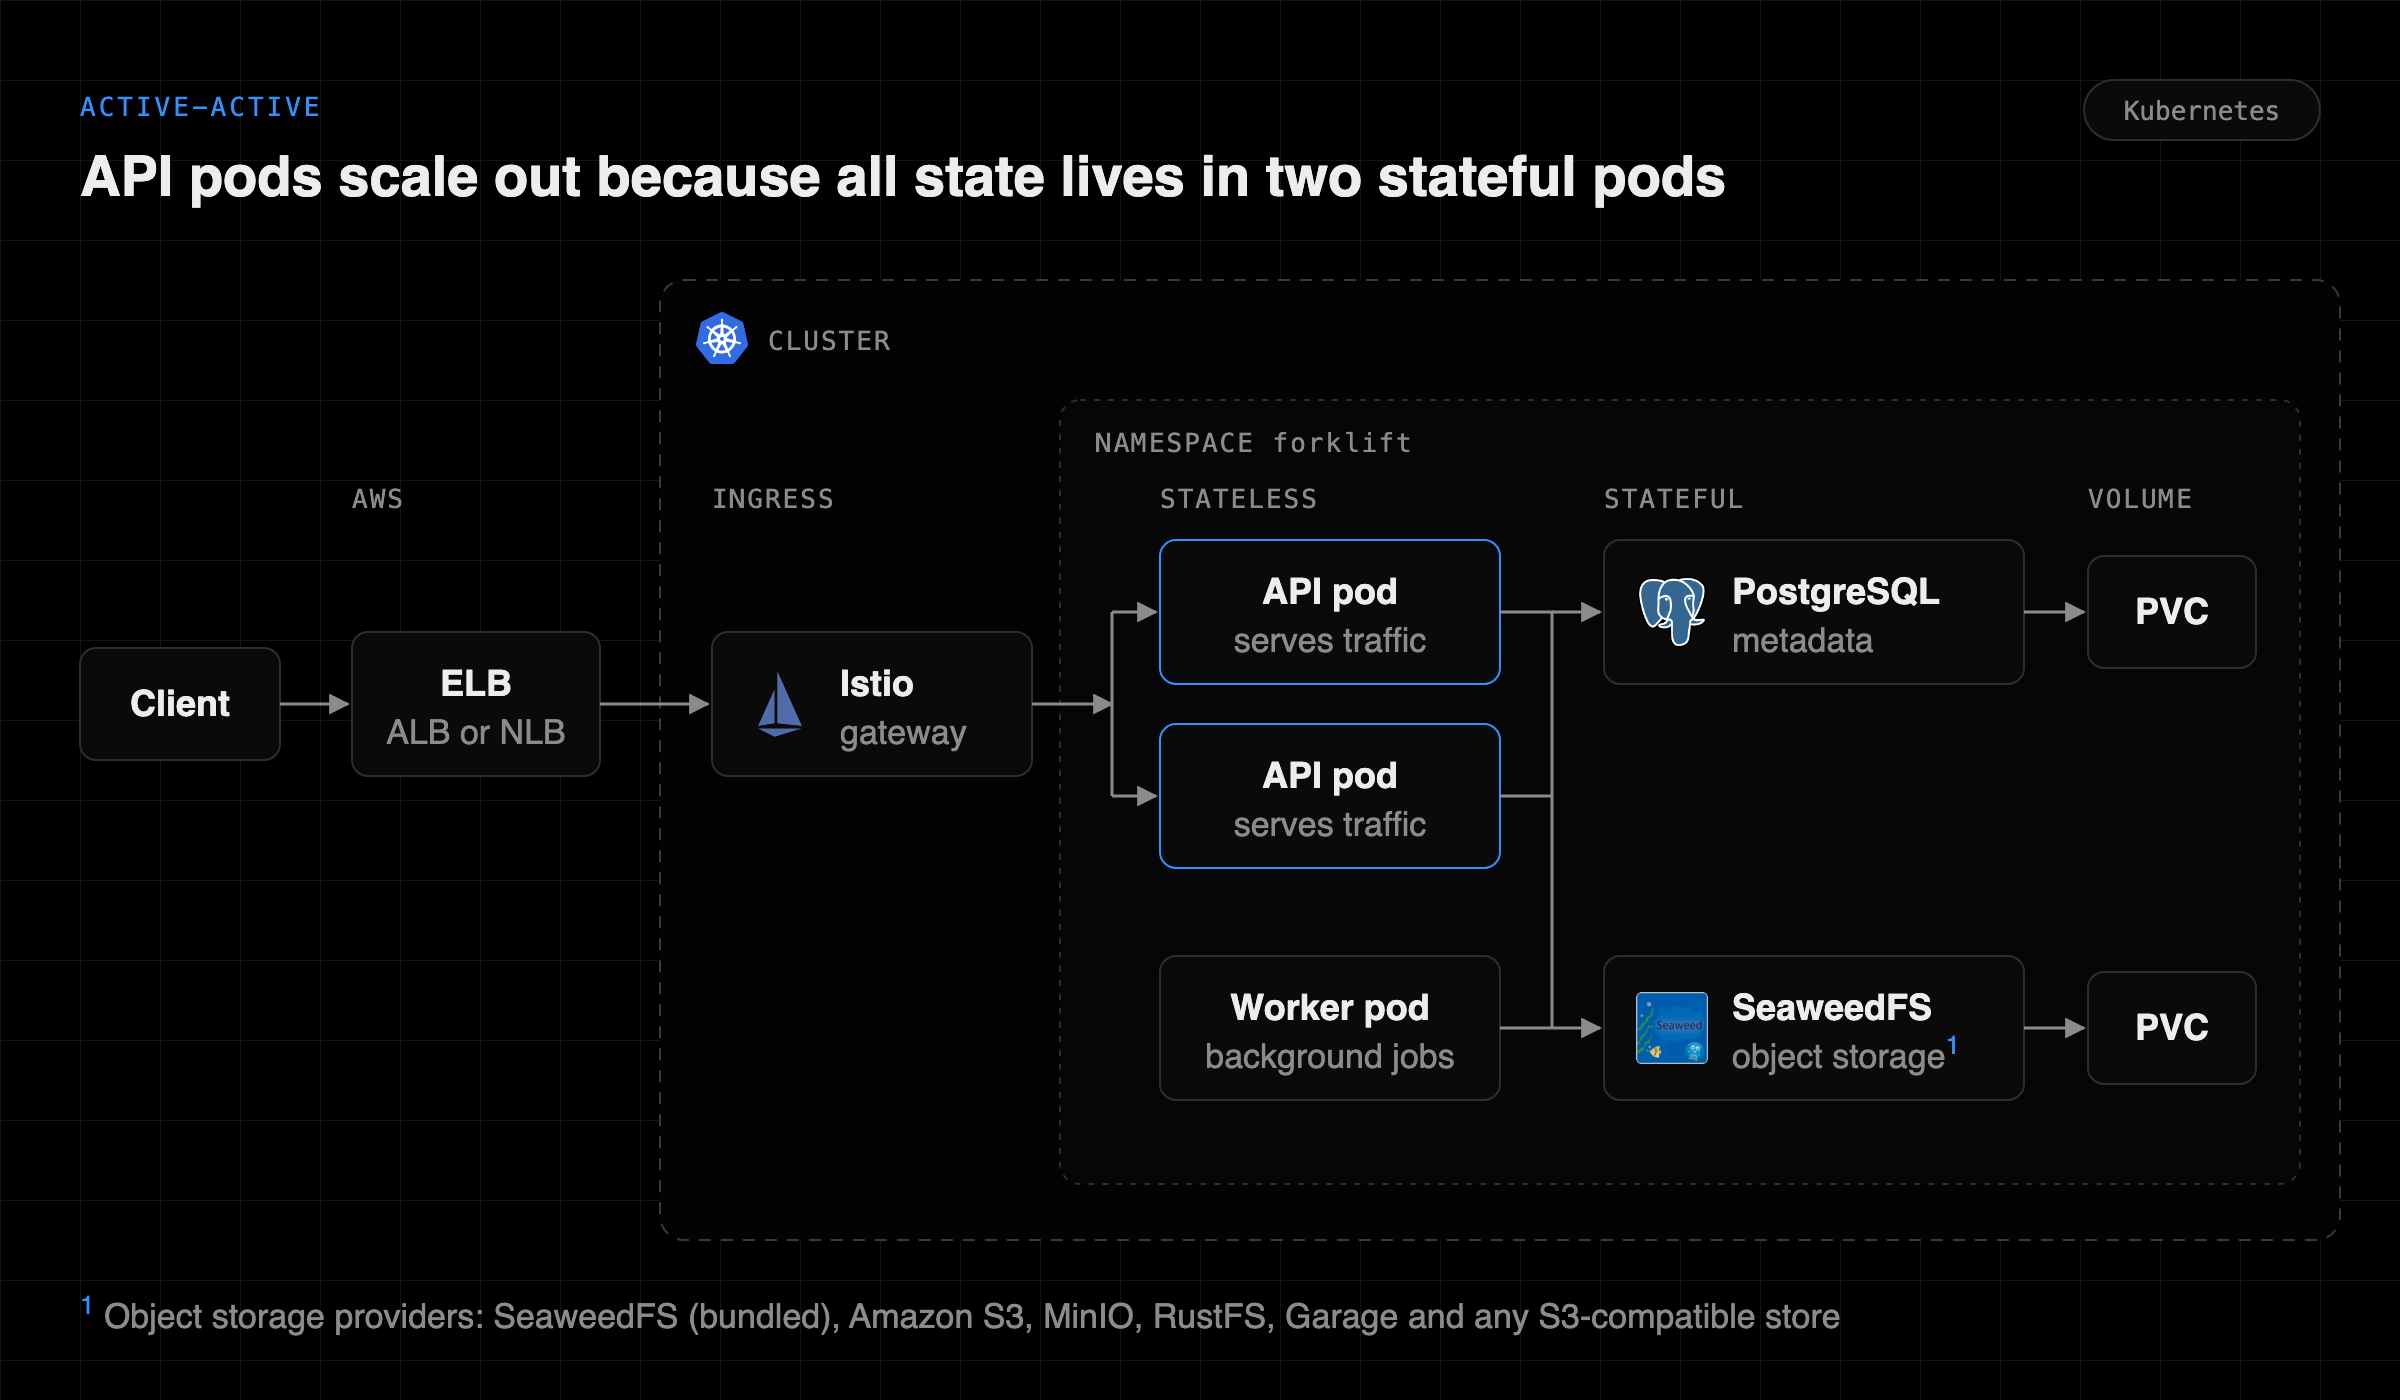 ACTIVE–ACTIVE
Kubernetes
API pods scale out because all state lives in two stateful pods
CLUSTER
NAMESPACE forklift
AWS
INGRESS
STATELESS
STATEFUL
VOLUME
Client
ELB
ALB or NLB
Istio
gateway
API pod
serves traffic
API pod
serves traffic
Worker pod
background jobs
PostgreSQL
metadata
PVC
Seaweed
SeaweedFS
object storage¹
PVC
¹ Object storage providers: SeaweedFS (bundled), Amazon S3, MinIO, RustFS, Garage and any S3-compatible store